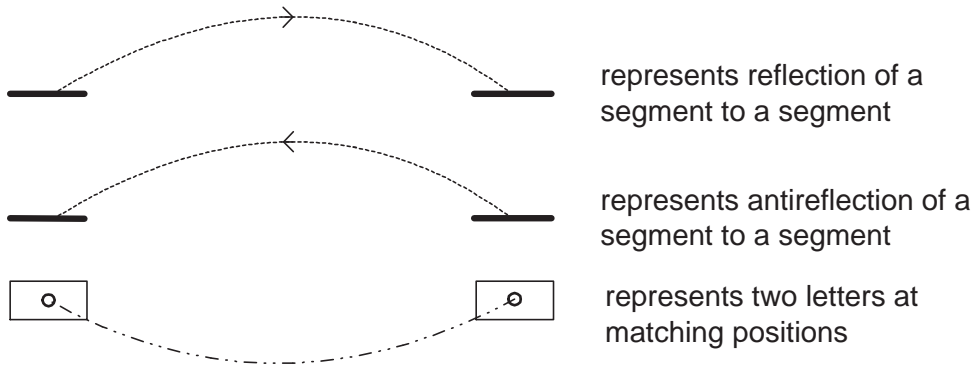 represents reflection of a
segment to a segment
represents antireflection of a
segment to a segment
represents two letters at
matching positions